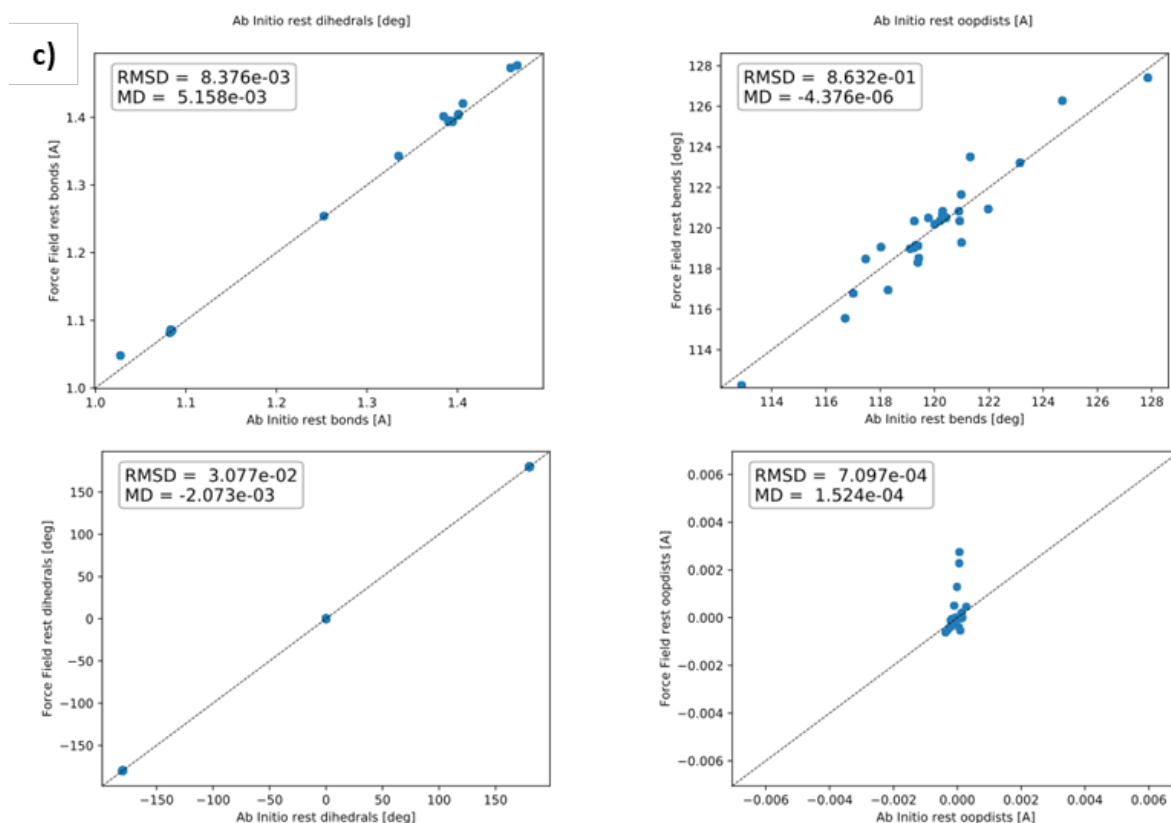 Ab Initio rest dihedrals [deg]
Ab Initio rest oopdists [A]
c)
RMSD = 8.376e-03
MD = 5.158e-03
Force Field rest bonds [A]
1.4
1.3
1.2
1.1
1.0
1.0
1.1
1.2
1.3
1.4
Ab Initio rest bonds [A]
RMSD = 8.632e-01
MD = -4.376e-06
Force Field rest bends [deg]
128
126
124
122
120
118
116
114
114
116
118
120
122
124
126
128
Ab Initio rest bends [deg]
RMSD = 3.077e-02
MD = -2.073e-03
Force Field rest dihedrals [deg]
150
100
50
0
−50
−100
−150
−150
−100
−50
0
50
100
150
Ab Initio rest dihedrals [deg]
RMSD = 7.097e-04
MD = 1.524e-04
Force Field rest oopdists [A]
0.006
0.004
0.002
0.000
−0.002
−0.004
−0.006
−0.006
−0.004
−0.002
0.000
0.002
0.004
0.006
Ab Initio rest oopdists [A]